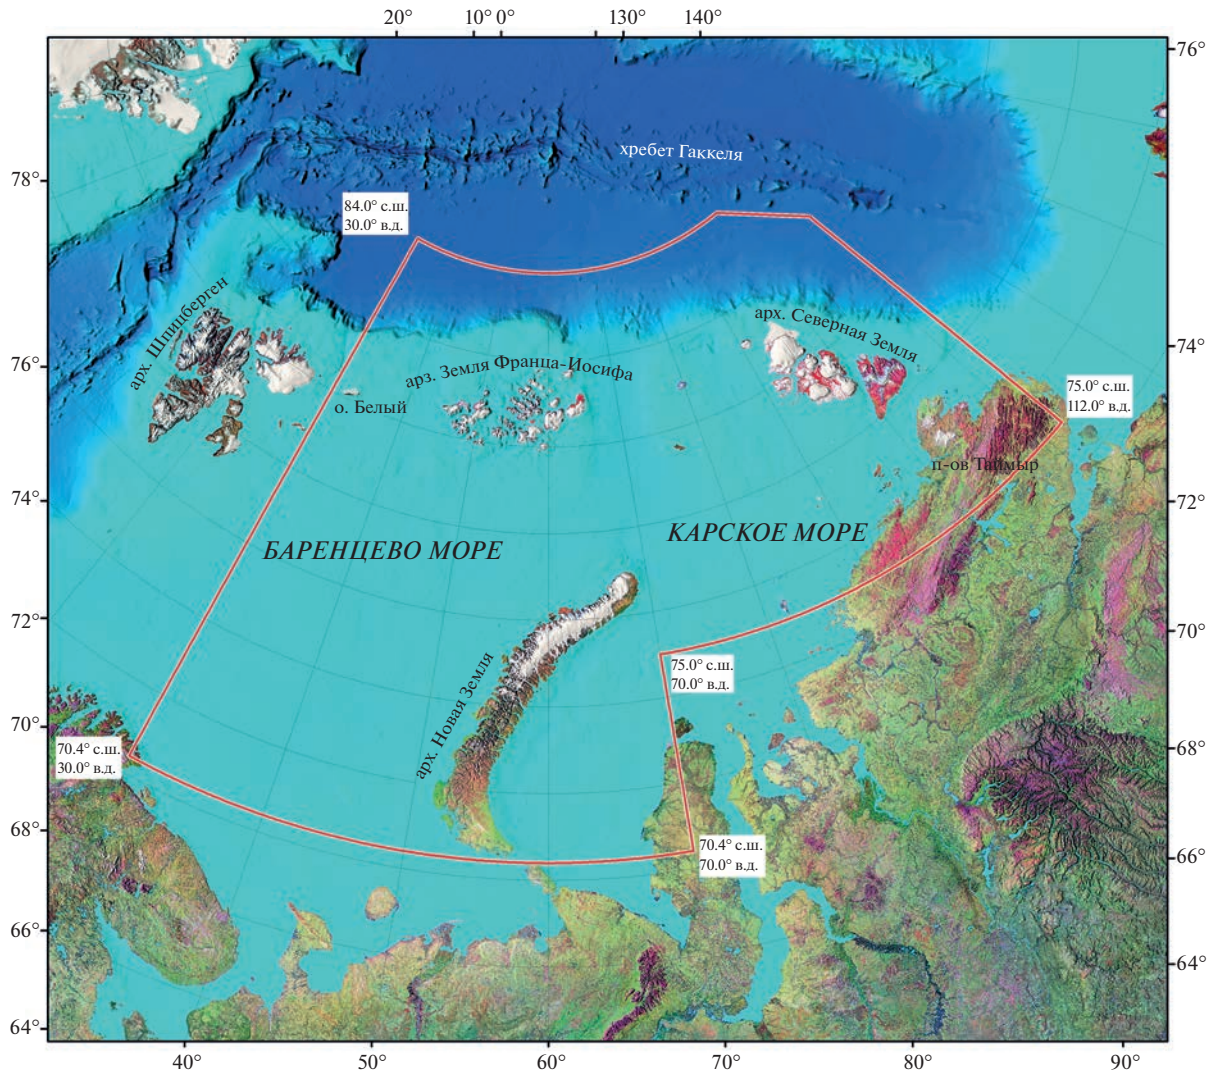 20° 10° 0° 130° 140°
76°
хребет Гаккеля
78°
84.0° с.ш.
30.0° в.д.
арх. Шпицберген
арх. Северная Земля
74°
76°
арз. Земля Франца-Иосифа
75.0° с.ш.
112.0° в.д.
о. Белый
п-ов Таймыр
74°
72°
БАРЕНЦЕВО МОРЕ
КАРСКОЕ МОРЕ
72°
70°
арх. Новая Земля
75.0° с.ш.
70.0° в.д.
70°
70.4° с.ш.
30.0° в.д.
68°
68°
70.4° с.ш.
70.0° в.д.
66°
66°
64°
64°
40° 50° 60° 70° 80° 90°